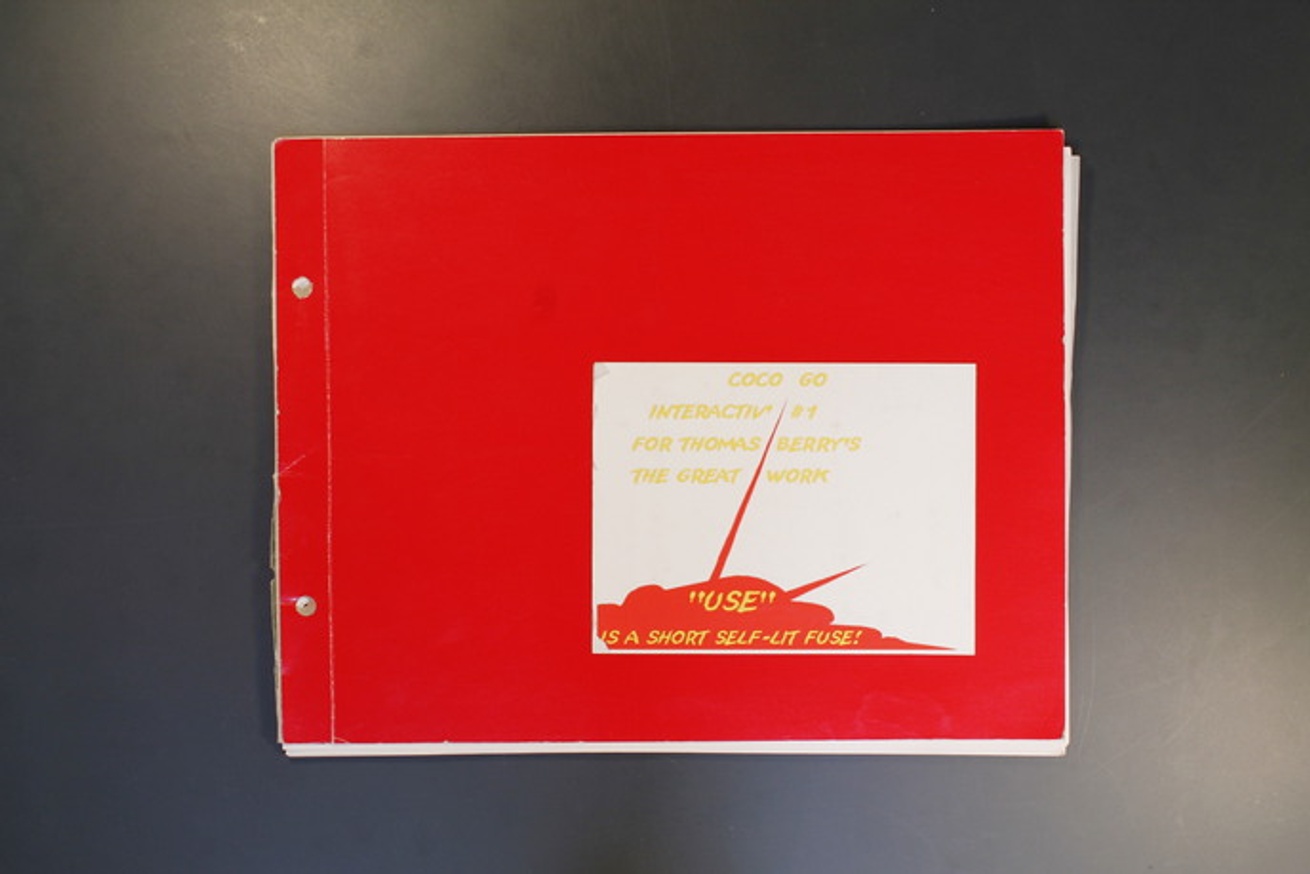 COCO GO
INTERACTIV' #1
FOR THOMAS BERRY'S
THE GREAT WORK
"USE"
IS A SHORT SELF-LIT FUSE!